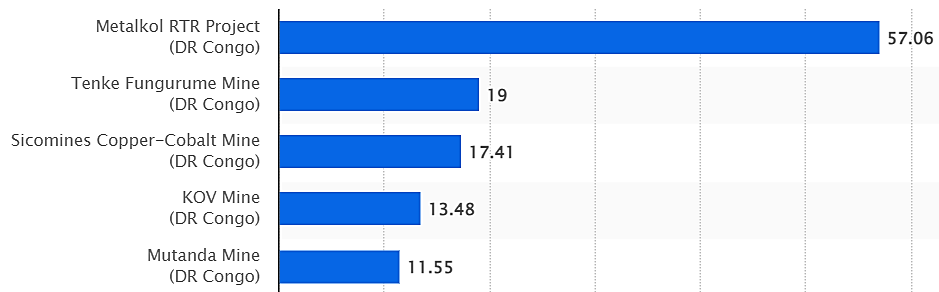 Metalkol RTR Project
(DR Congo)
57.06
Tenke Fungurume Mine
(DR Congo)
19
Sicomines Copper-Cobalt Mine
(DR Congo)
17.41
KOV Mine
(DR Congo)
13.48
Mutanda Mine
(DR Congo)
11.55